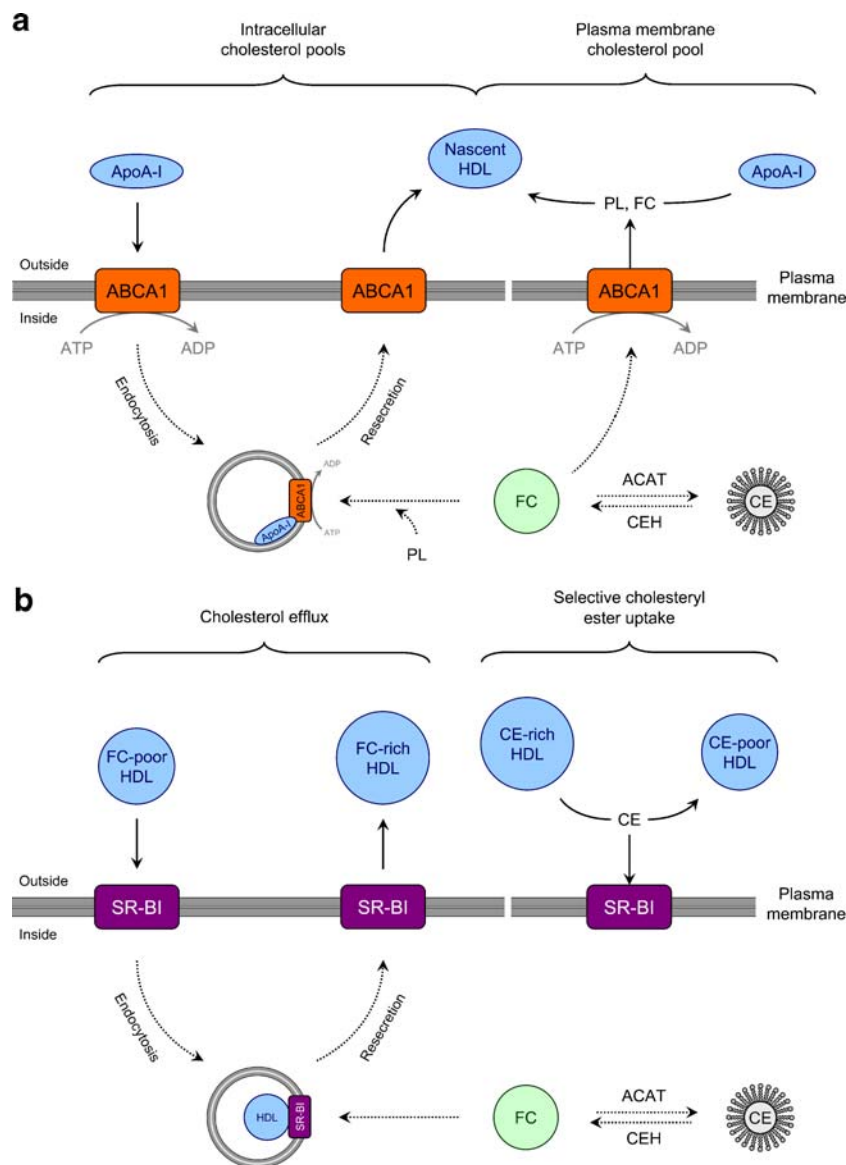 a
Intracellular
cholesterol pools
Plasma membrane
cholesterol pool
ApoA-I
Nascent
HDL
ApoA-I
PL, FC
Outside
ABCA1
ABCA1
ABCA1
Plasma
membrane
Inside
ATP
ADP
ATP
ADP
Endocytosis
Resecretion
ADP
ABCA1
ApoA-I
ATP
FC
ACAT
CEH
CE
PL
b
Cholesterol efflux
Selective cholesteryl
ester uptake
FC-poor
HDL
FC-rich
HDL
CE-rich
HDL
CE-poor
HDL
CE
Outside
SR-BI
SR-BI
SR-BI
Plasma
membrane
Inside
Endocytosis
Resecretion
HDL
SR-BI
FC
ACAT
CEH
CE